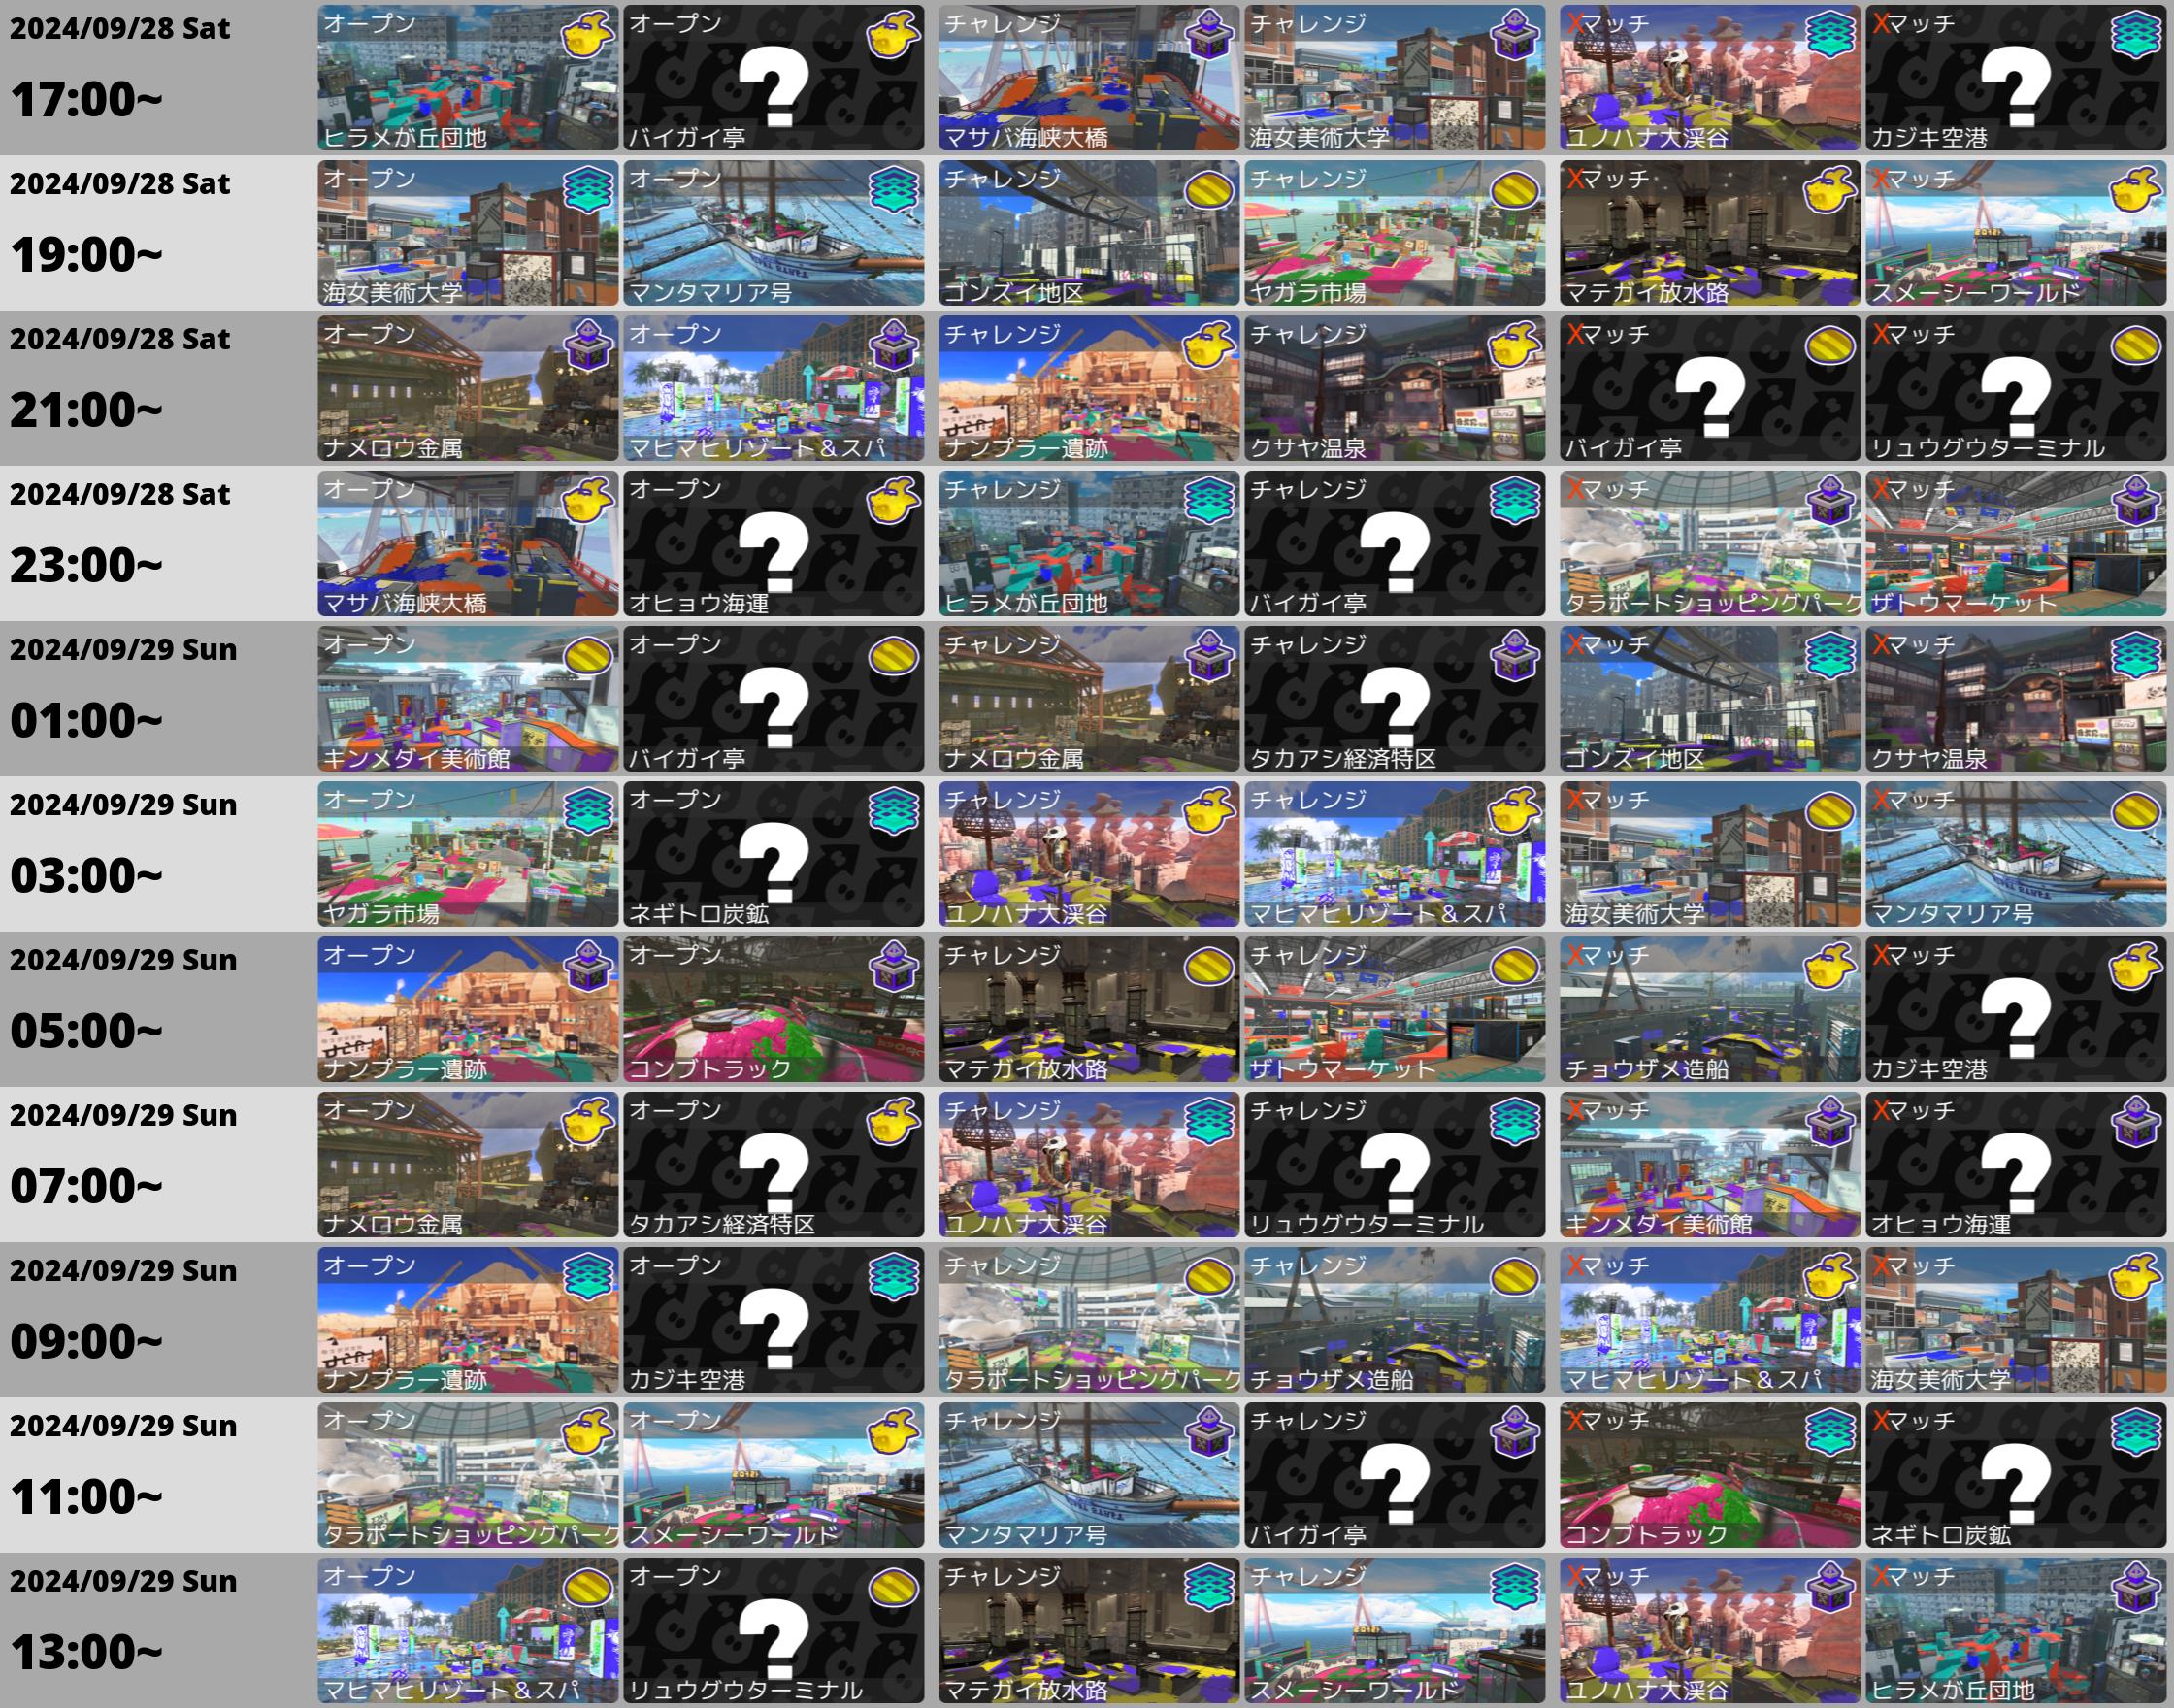 2024/09/28 Sat
17:00~
オープン
ヒラメが丘団地
オープン
バイガイ亭
チャレンジ
マサバ海峡大橋
チャレンジ
海女美術大学
Xマッチ
ユノハナ大渓谷
Xマッチ
カジキ空港
2024/09/28 Sat
19:00~
オープン
海女美術大学
オープン
マンタマリア号
チャレンジ
ゴンズイ地区
チャレンジ
ヤガラ市場
Xマッチ
マテガイ放水路
Xマッチ
スメーシーワールド
2024/09/28 Sat
21:00~
オープン
ナメロウ金属
オープン
マヒマヒリゾート＆スパ
チャレンジ
ナンプラー遺跡
チャレンジ
クサヤ温泉
Xマッチ
バイガイ亭
Xマッチ
リュウグウターミナル
2024/09/28 Sat
23:00~
オープン
マサバ海峡大橋
オープン
オヒョウ海運
チャレンジ
ヒラメが丘団地
チャレンジ
バイガイ亭
Xマッチ
タラポートショッピングパーク
Xマッチ
ザトウマーケット
2024/09/29 Sun
01:00~
オープン
キンメダイ美術館
オープン
バイガイ亭
チャレンジ
ナメロウ金属
チャレンジ
タカアシ経済特区
Xマッチ
ゴンズイ地区
Xマッチ
クサヤ温泉
2024/09/29 Sun
03:00~
オープン
ヤガラ市場
オープン
ネギトロ炭鉱
チャレンジ
ユノハナ大渓谷
チャレンジ
マヒマヒリゾート＆スパ
Xマッチ
海女美術大学
Xマッチ
マンタマリア号
2024/09/29 Sun
05:00~
オープン
ナンプラー遺跡
オープン
コンブトラック
チャレンジ
マテガイ放水路
チャレンジ
ザトウマーケット
Xマッチ
チョウザメ造船
Xマッチ
カジキ空港
2024/09/29 Sun
07:00~
オープン
ナメロウ金属
オープン
タカアシ経済特区
チャレンジ
ユノハナ大渓谷
チャレンジ
リュウグウターミナル
Xマッチ
キンメダイ美術館
Xマッチ
オヒョウ海運
2024/09/29 Sun
09:00~
オープン
ナンプラー遺跡
オープン
カジキ空港
チャレンジ
タラポートショッピングパーク
チャレンジ
チョウザメ造船
Xマッチ
マヒマヒリゾート＆スパ
Xマッチ
海女美術大学
2024/09/29 Sun
11:00~
オープン
タラポートショッピングパーク
オープン
スメーシーワールド
チャレンジ
マンタマリア号
チャレンジ
バイガイ亭
Xマッチ
コンブトラック
Xマッチ
ネギトロ炭鉱
2024/09/29 Sun
13:00~
オープン
マヒマヒリゾート＆スパ
オープン
リュウグウターミナル
チャレンジ
マテガイ放水路
チャレンジ
スメーシーワールド
Xマッチ
ユノハナ大渓谷
Xマッチ
ヒラメが丘団地